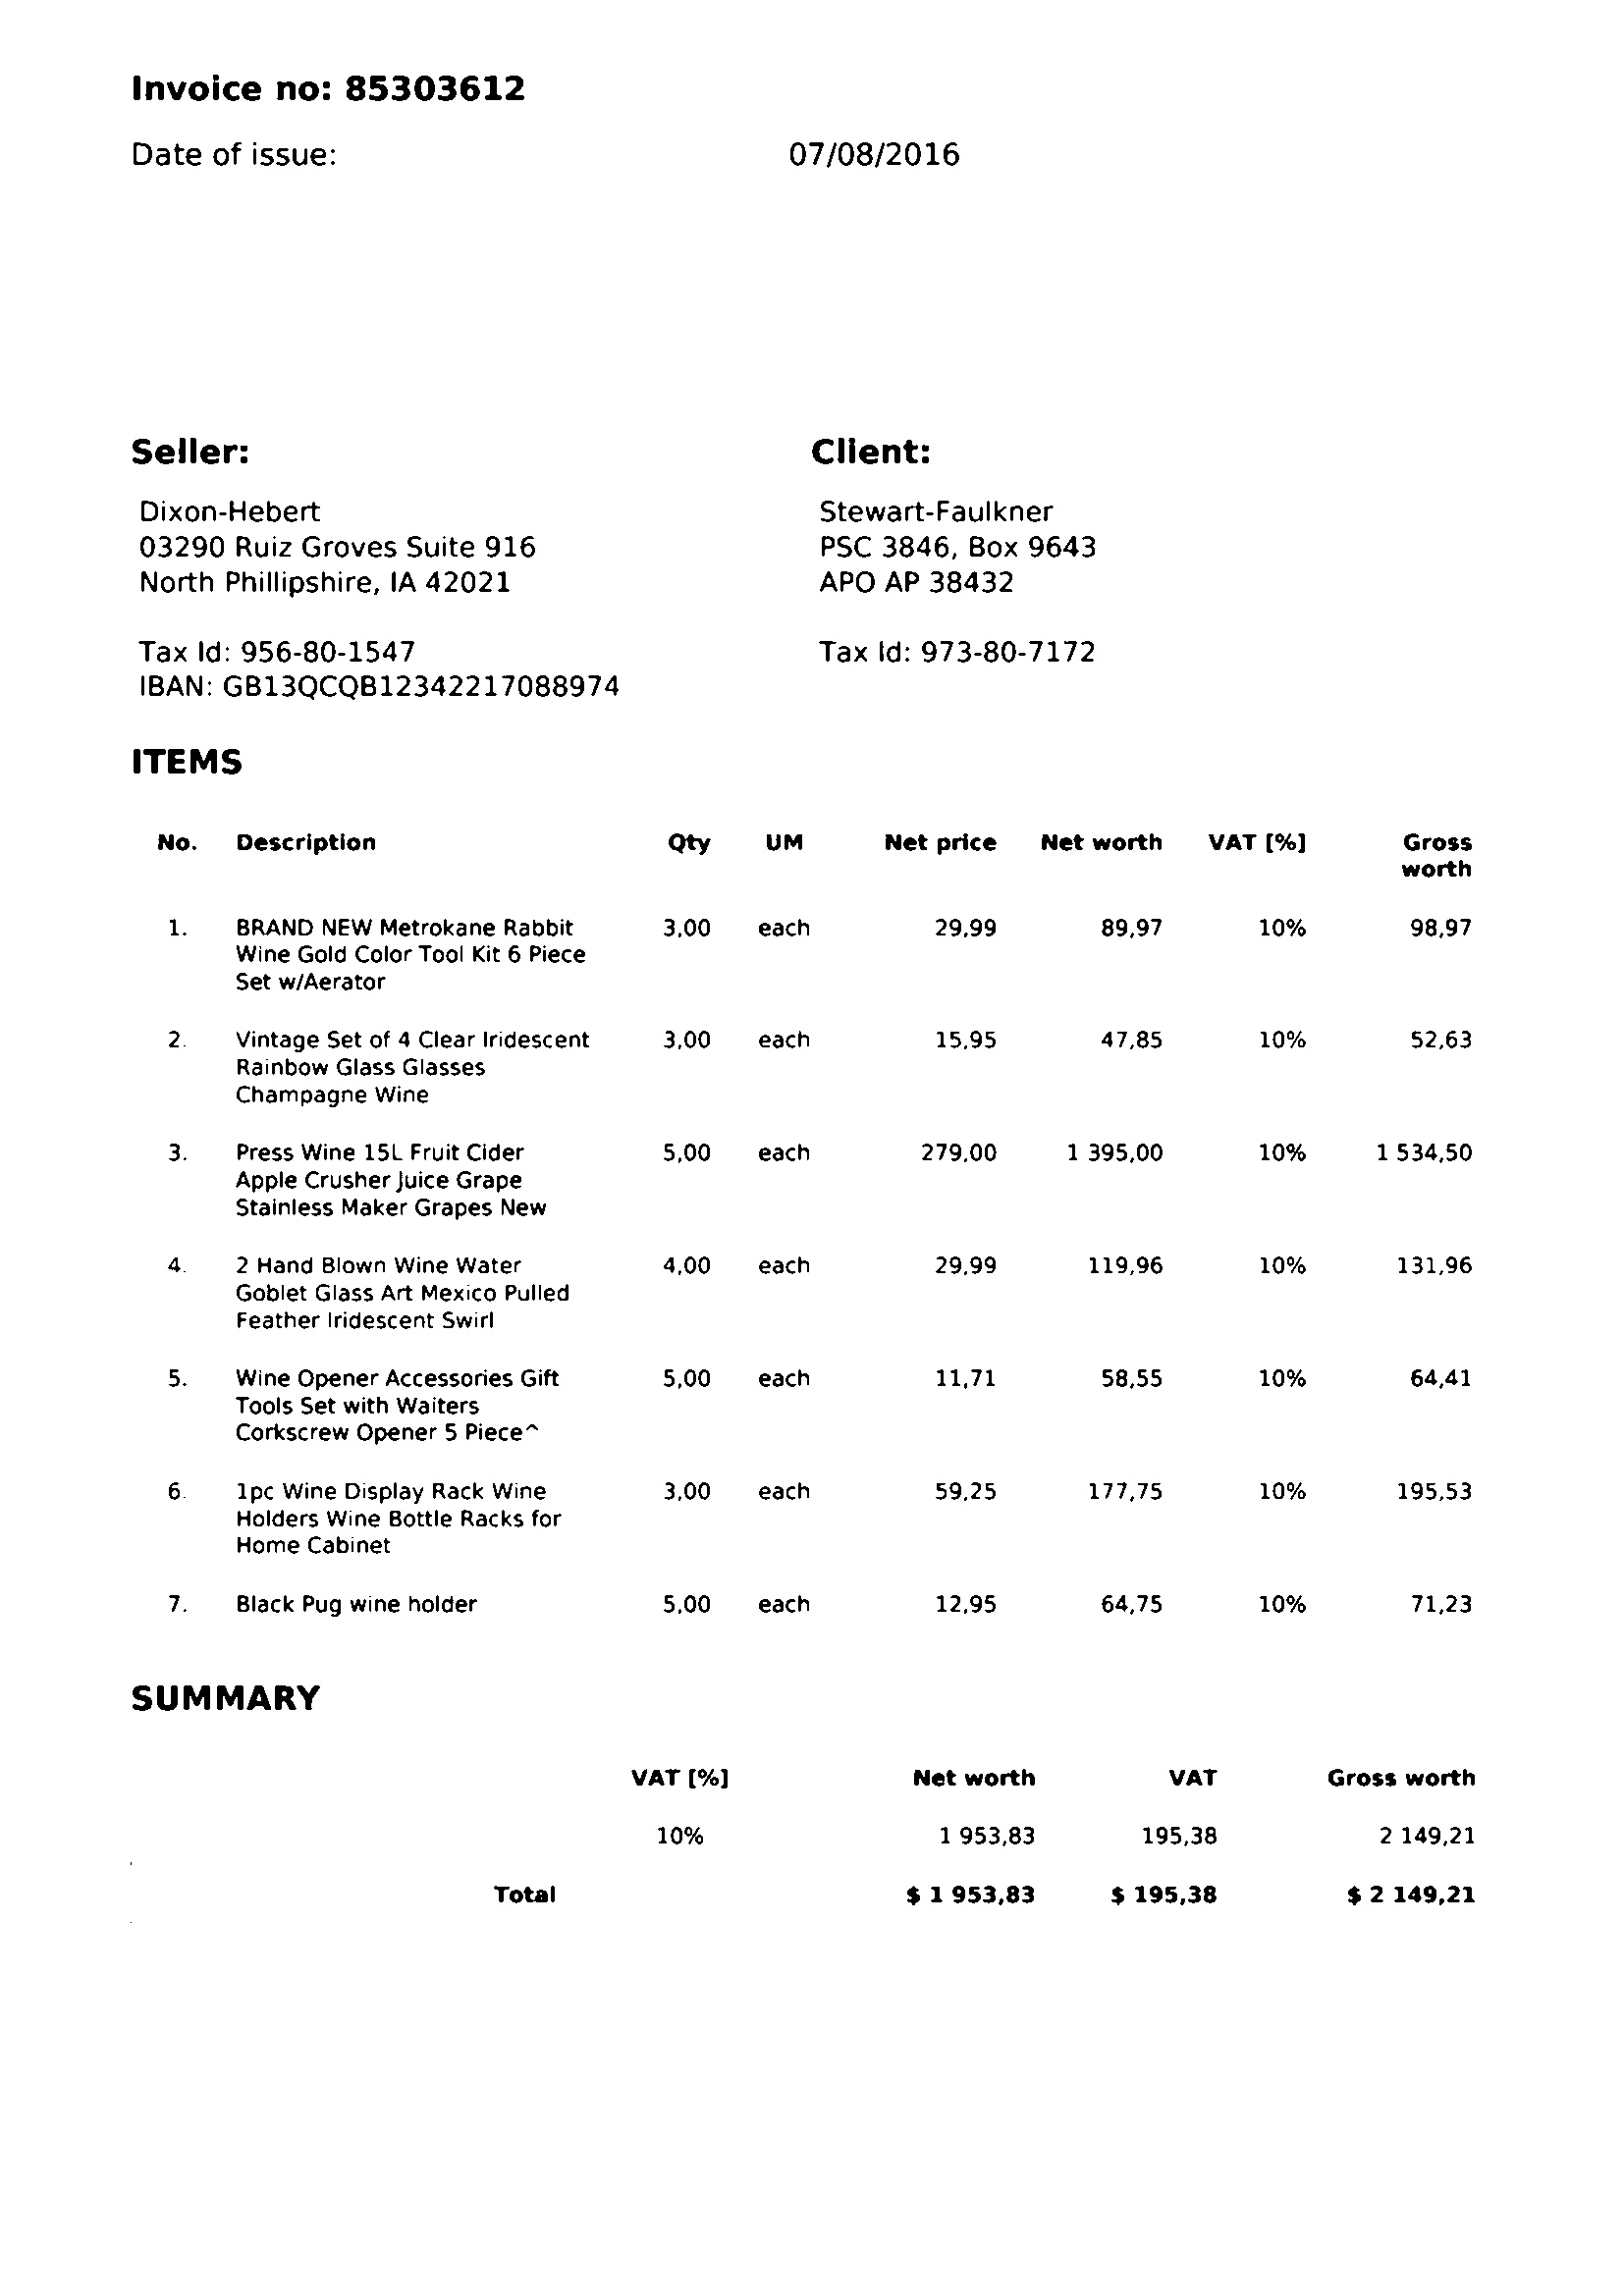 Invoice no: 85303612
Date of issue: 07/08/2016
Seller:
Dixon-Hebert
03290 Ruiz Groves Suite 916
North Phillipshire, IA 42021
Tax Id: 956-80-1547
IBAN: GB13QCQB12342217088974
Client:
Stewart-Faulkner
PSC 3846, Box 9643
APO AP 38432
Tax Id: 973-80-7172
ITEMS
No. Description Qty UM Net price Net worth VAT [%] Gross
worth
1. BRAND NEW Metrokane Rabbit 3,00 each 29,99 89,97 10% 98,97
Wine Gold Color Tool Kit 6 Piece
Set w/Aerator
2. Vintage Set of 4 Clear Iridescent 3,00 each 15,95 47,85 10% 52,63
Rainbow Glass Glasses
Champagne Wine
3. Press Wine 15L Fruit Cider 5,00 each 279,00 1 395,00 10% 1 534,50
Apple Crusher Juice Grape
Stainless Maker Grapes New
4. 2 Hand Blown Wine Water 4,00 each 29,99 119,96 10% 131,96
Goblet Glass Art Mexico Pulled
Feather Iridescent Swirl
5. Wine Opener Accessories Gift 5,00 each 11,71 58,55 10% 64,41
Tools Set with Waiters
Corkscrew Opener 5 Piece^
6. 1pc Wine Display Rack Wine 3,00 each 59,25 177,75 10% 195,53
Holders Wine Bottle Racks for
Home Cabinet
7. Black Pug wine holder 5,00 each 12,95 64,75 10% 71,23
SUMMARY
VAT [%] Net worth VAT Gross worth
10% 1 953,83 195,38 2 149,21
Total $ 1 953,83 $ 195,38 $ 2 149,21